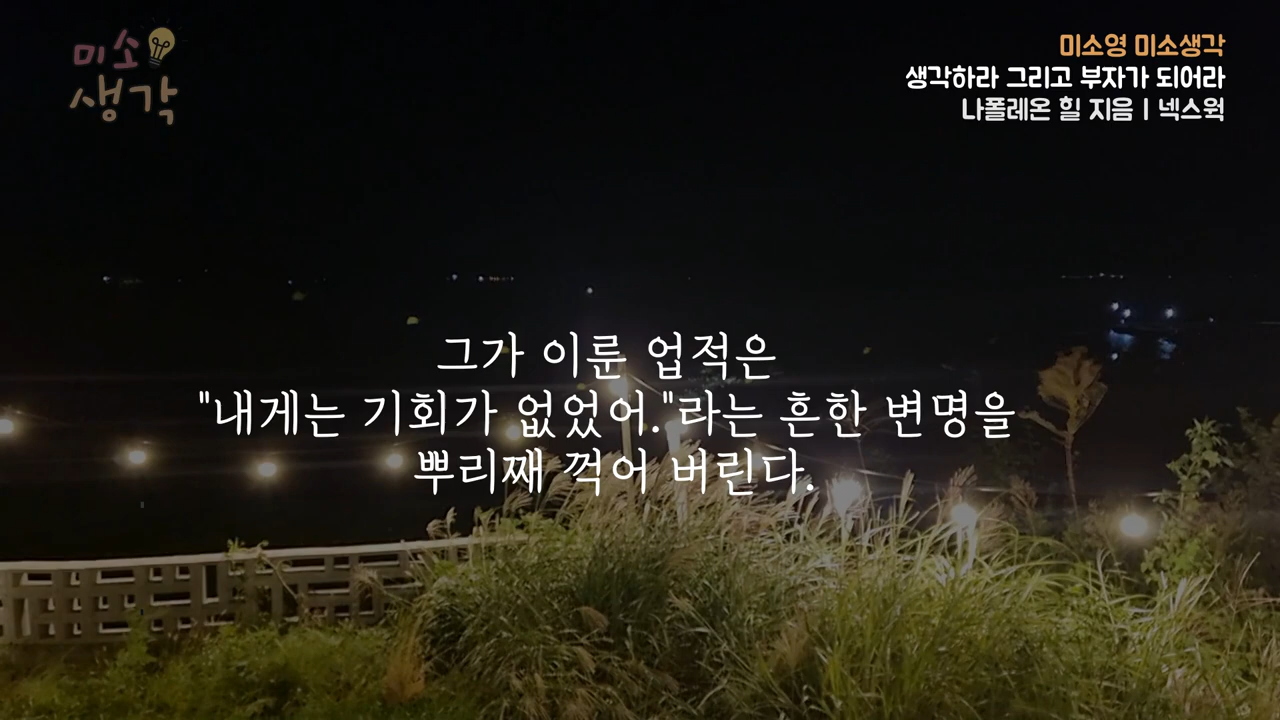 미소
생각
미소영 미소생각
생각하라 그리고 부자가 되어라
나폴레온 힐 지음 | 넥스웍
그가 이룬 업적은
"내게는 기회가 없었어."라는 흔한 변명을
뿌리째 꺽어 버린다.